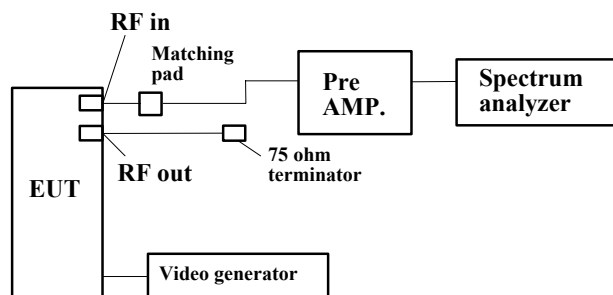 RF in
Matching
pad
Pre
AMP.
Spectrum
analyzer
EUT
RF out
75 ohm
terminator
Video generator